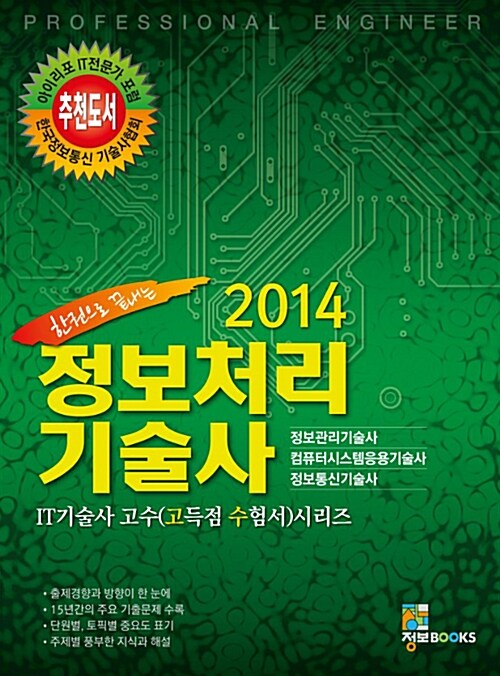 PROFESSIONAL ENGINEER
아이리포 IT전문가 포럼
추천도서
한국정보통신 기술사협회
한권으로 끝내는
2014
정보처리
기술사
정보관리기술사
컴퓨터시스템응용기술사
정보통신기술사
IT기술사 고수(고득점 수험서)시리즈
• 출제경향과 방향이 한 눈에
• 15년간의 주요 기출문제 수록
• 단원별, 토픽별 중요도 표기
• 주제별 풍부한 지식과 해설
정보BOOKS